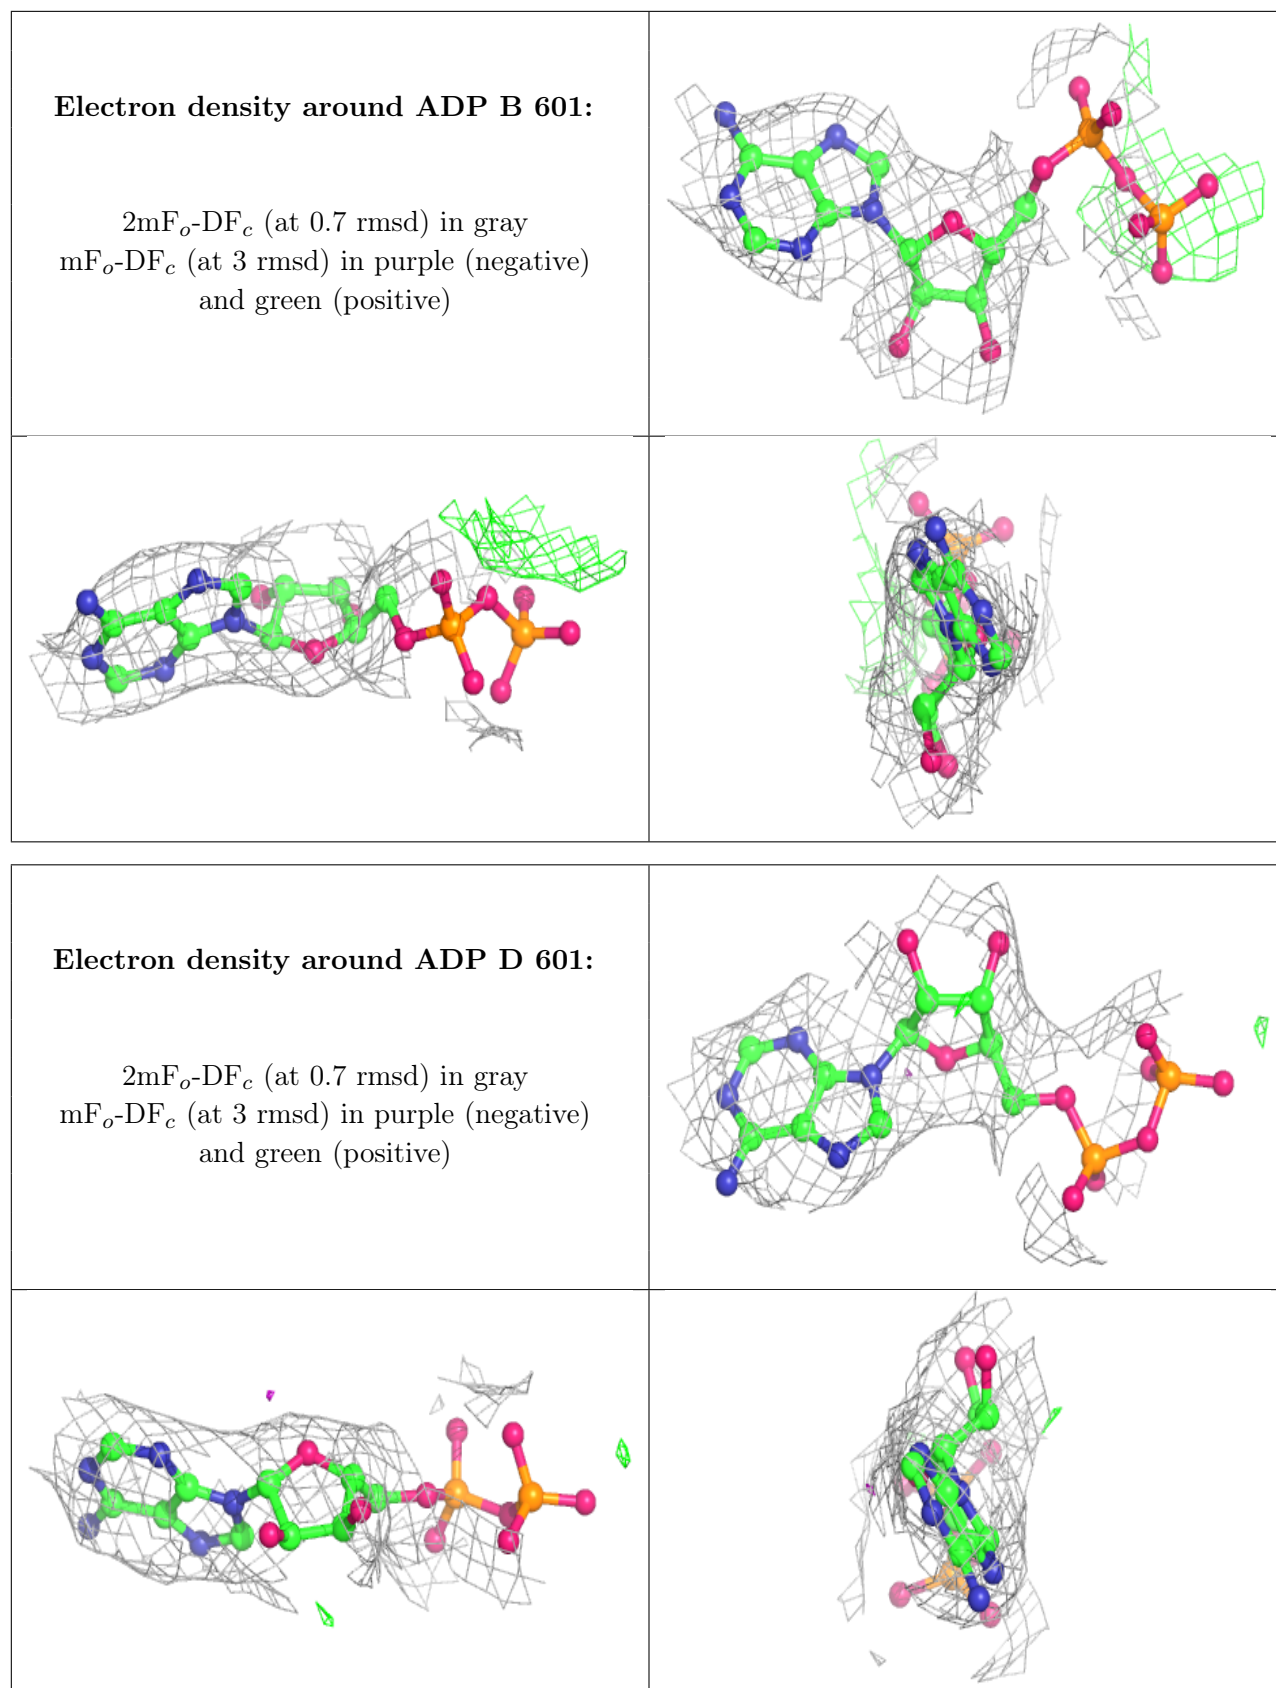 Electron density around ADP B 601:
2mFo-DFc (at 0.7 rmsd) in gray
mFo-DFc (at 3 rmsd) in purple (negative)
and green (positive)
Electron density around ADP D 601:
2mFo-DFc (at 0.7 rmsd) in gray
mFo-DFc (at 3 rmsd) in purple (negative)
and green (positive)